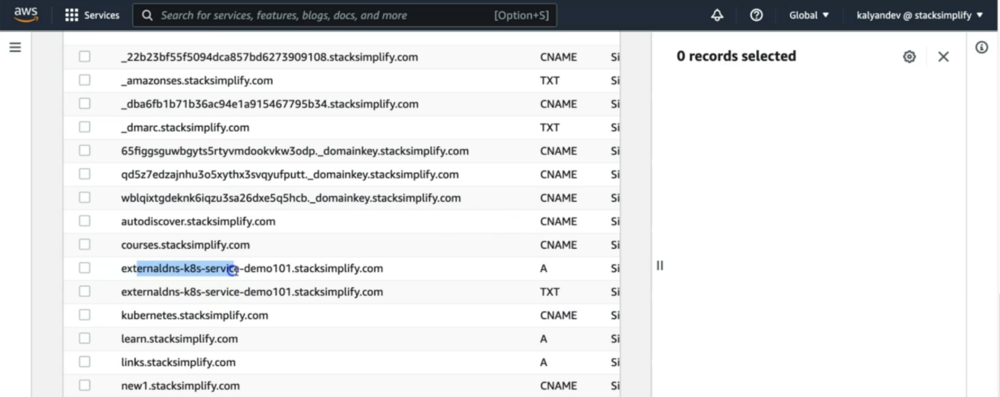 aws Services Search for services, features, blogs, docs, and more [Option+S] Global ▼ kalyandev @ stacksimplify ▼
0 records selected
_22b23bf55f5094dca857bd6273909108.stacksimplify.com CNAME Si
_amazonses.stacksimplify.com TXT Si
_dba6fb1b71b36ac94e1a915467795b34.stacksimplify.com CNAME Si
_dmarc.stacksimplify.com TXT Si
65figgsguwbgyts5rtyvmdookvkw3odp._domainkey.stacksimplify.com CNAME Si
qd5z7edzajnhu3o5xythx3svqyufputt._domainkey.stacksimplify.com CNAME Si
wblqixtgdeknk6iqzu3sa26dxe5q5hcb._domainkey.stacksimplify.com CNAME Si
autodiscover.stacksimplify.com CNAME Si
courses.stacksimplify.com CNAME Si
externaldns-k8s-service-demo101.stacksimplify.com A Si
externaldns-k8s-service-demo101.stacksimplify.com TXT Si
kubernetes.stacksimplify.com CNAME Si
learn.stacksimplify.com A Si
links.stacksimplify.com A Si
new1.stacksimplify.com CNAME Si